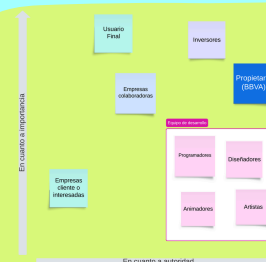 Usuario
Final
Inversores
Empresas
colaboradoras
Propietar
(BBVA)
Equipo de desarrollo
Programadores
Diseñadores
Empresas
cliente o
interesadas
Animadores
Artistas
En cuanto a importancia
En cuanto a autoridad